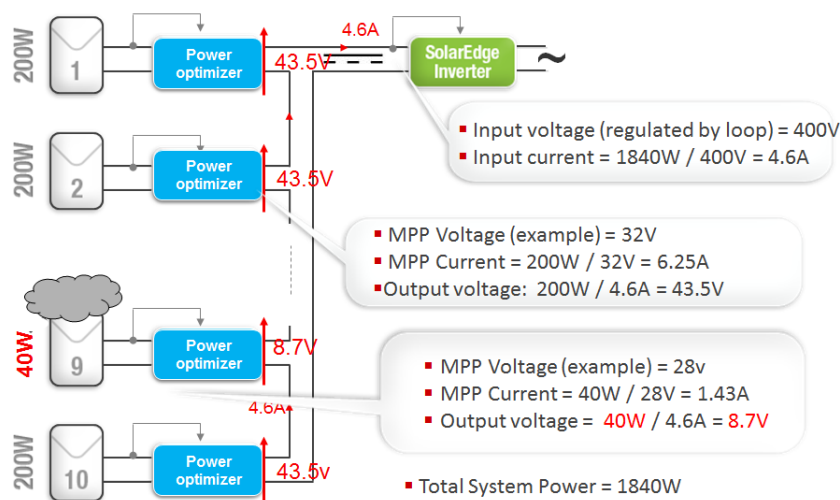 200W
1
Power
optimizer
43.5V
4.6A
SolarEdge
Inverter
~
▪ Input voltage (regulated by loop) = 400V
▪ Input current = 1840W / 400V = 4.6A
200W
2
Power
optimizer
43.5V
▪ MPP Voltage (example) = 32V
▪ MPP Current = 200W / 32V = 6.25A
▪Output voltage: 200W / 4.6A = 43.5V
40W
9
Power
optimizer
8.7V
▪ MPP Voltage (example) = 28v
▪ MPP Current = 40W / 28V = 1.43A
▪ Output voltage = 40W / 4.6A = 8.7V
4.6A
200W
10
Power
optimizer
43.5v
▪ Total System Power = 1840W